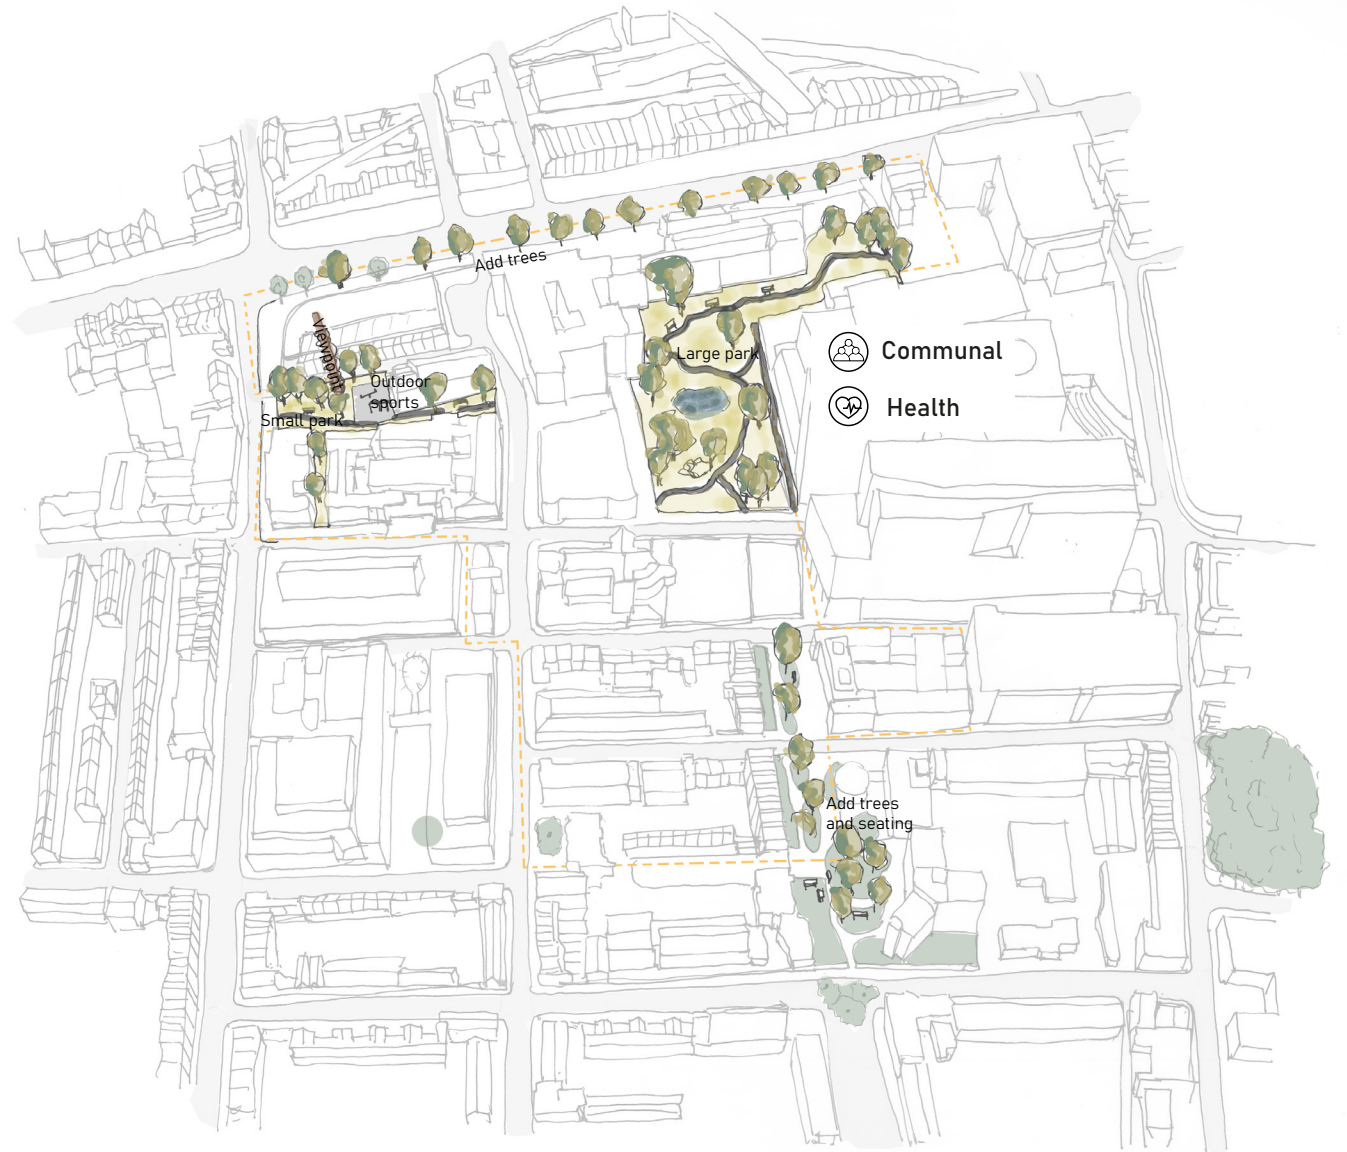 Add trees
Viewpoint
Large park
Communal
Outdoor
sports
Health
Small park
Add trees
and seating